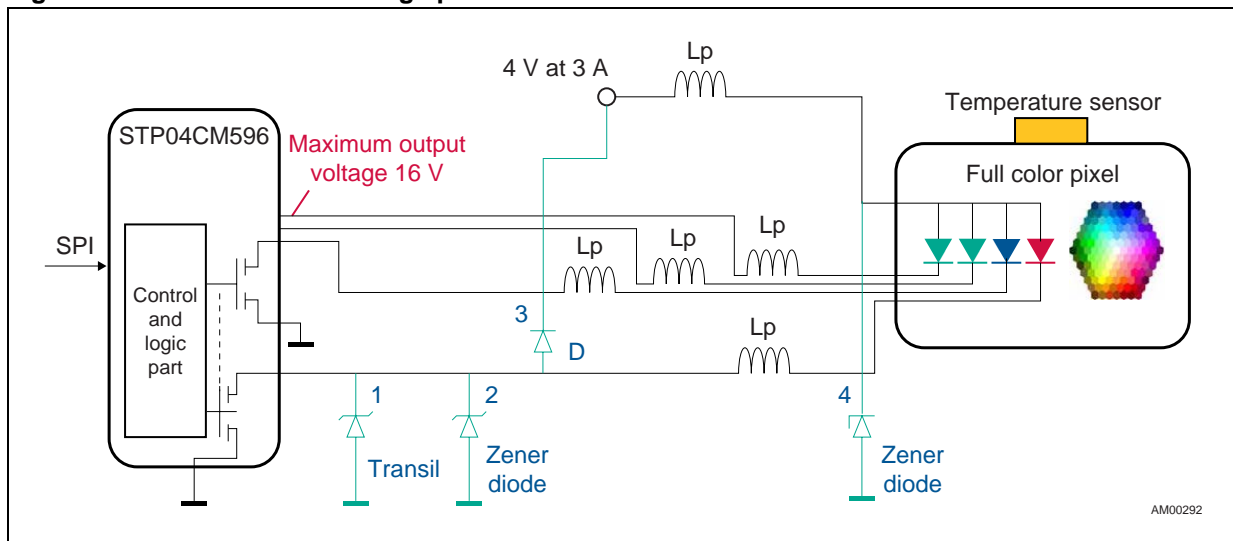 4 V at 3 A
Lp
Temperature sensor
STP04CM596
Maximum output
voltage 16 V
Full color pixel
SPI
Lp
Lp
Lp
Control
and
logic
part
3
D
Lp
1
2
4
Transil
Zener
diode
Zener
diode
AM00292